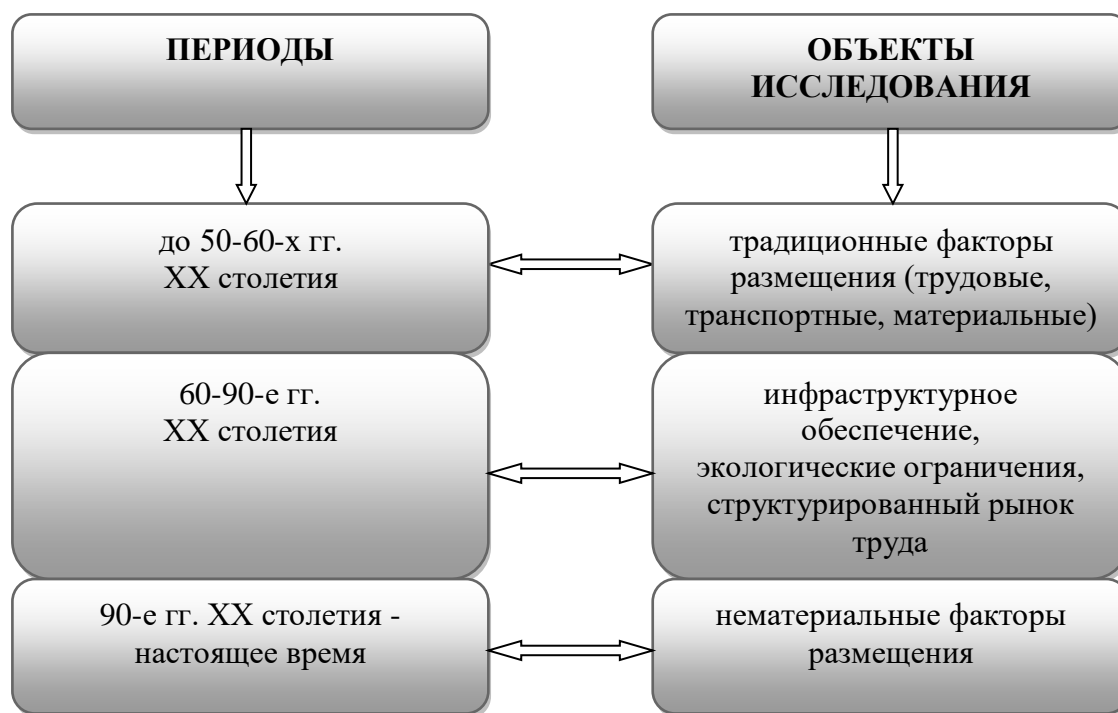 ПЕРИОДЫ
ОБЪЕКТЫ
ИССЛЕДОВАНИЯ
до 50-60-х гг.
XX столетия
традиционные факторы
размещения (трудовые,
транспортные, материальные)
60-90-е гг.
XX столетия
инфраструктурное
обеспечение,
экологические ограничения,
структурированный рынок
труда
90-е гг. XX столетия -
настоящее время
нематериальные факторы
размещения